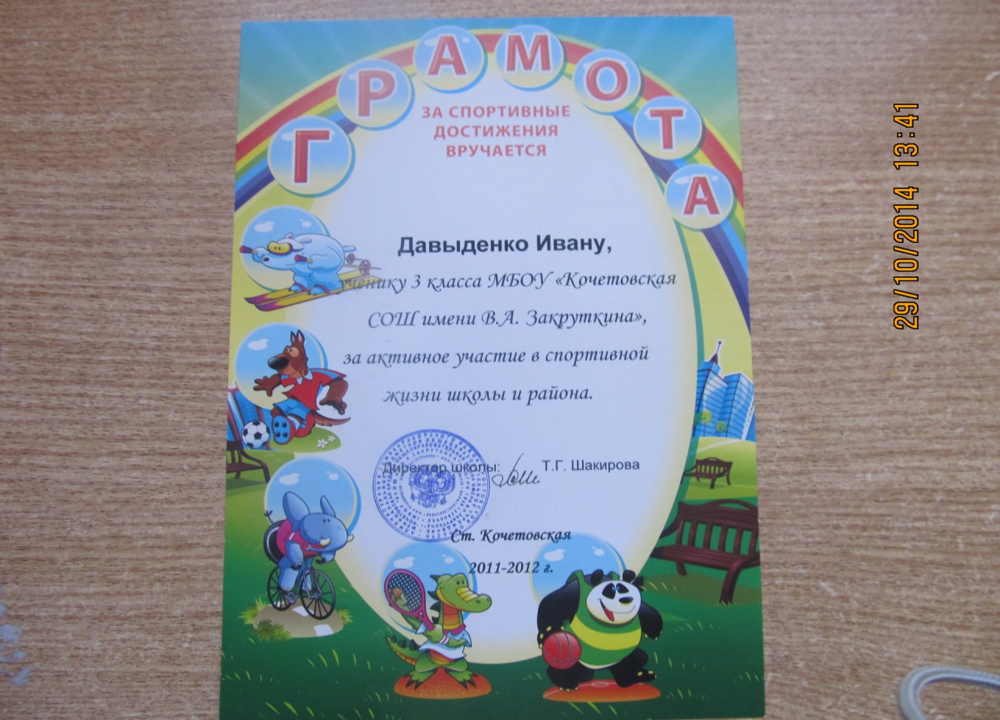 ГРАМОТА
ЗА СПОРТИВНЫЕ
ДОСТИЖЕНИЯ
ВРУЧАЕТСЯ
Давыденко Ивану,
ученику 3 класса МБОУ «Кочетовская
СОШ имени В.А. Закруткина»,
за активное участие в спортивной
жизни школы и района.
Директор школы: Т.Г. Шакирова
Ст. Кочетовская
2011-2012 г.
29/10/2014 13:41